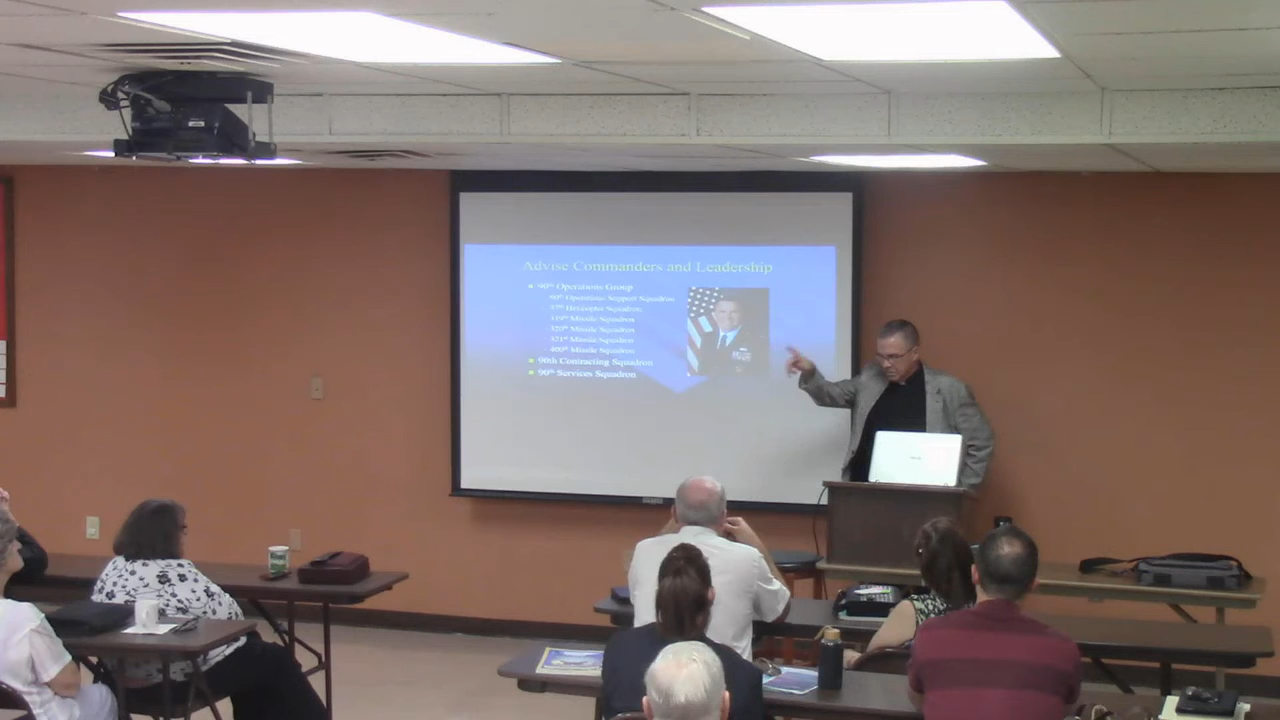 Advise Commanders and Leadership
90th Operations Group
90th Operations Support Squadron
37th Helicopter Squadron
319th Missile Squadron
320th Missile Squadron
321st Missile Squadron
400th Missile Squadron
90th Contracting Squadron
90th Services Squadron